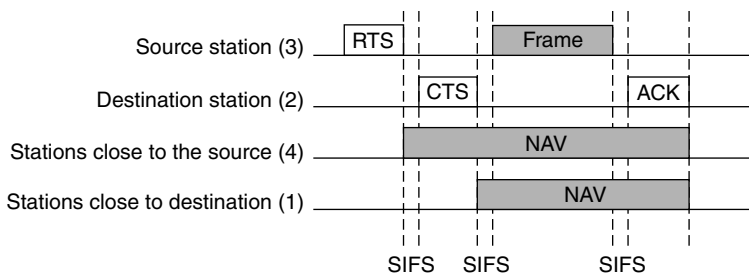 Source station (3) RTS Frame
Destination station (2) CTS ACK
Stations close to the source (4) NAV
Stations close to destination (1) NAV
SIFS SIFS SIFS